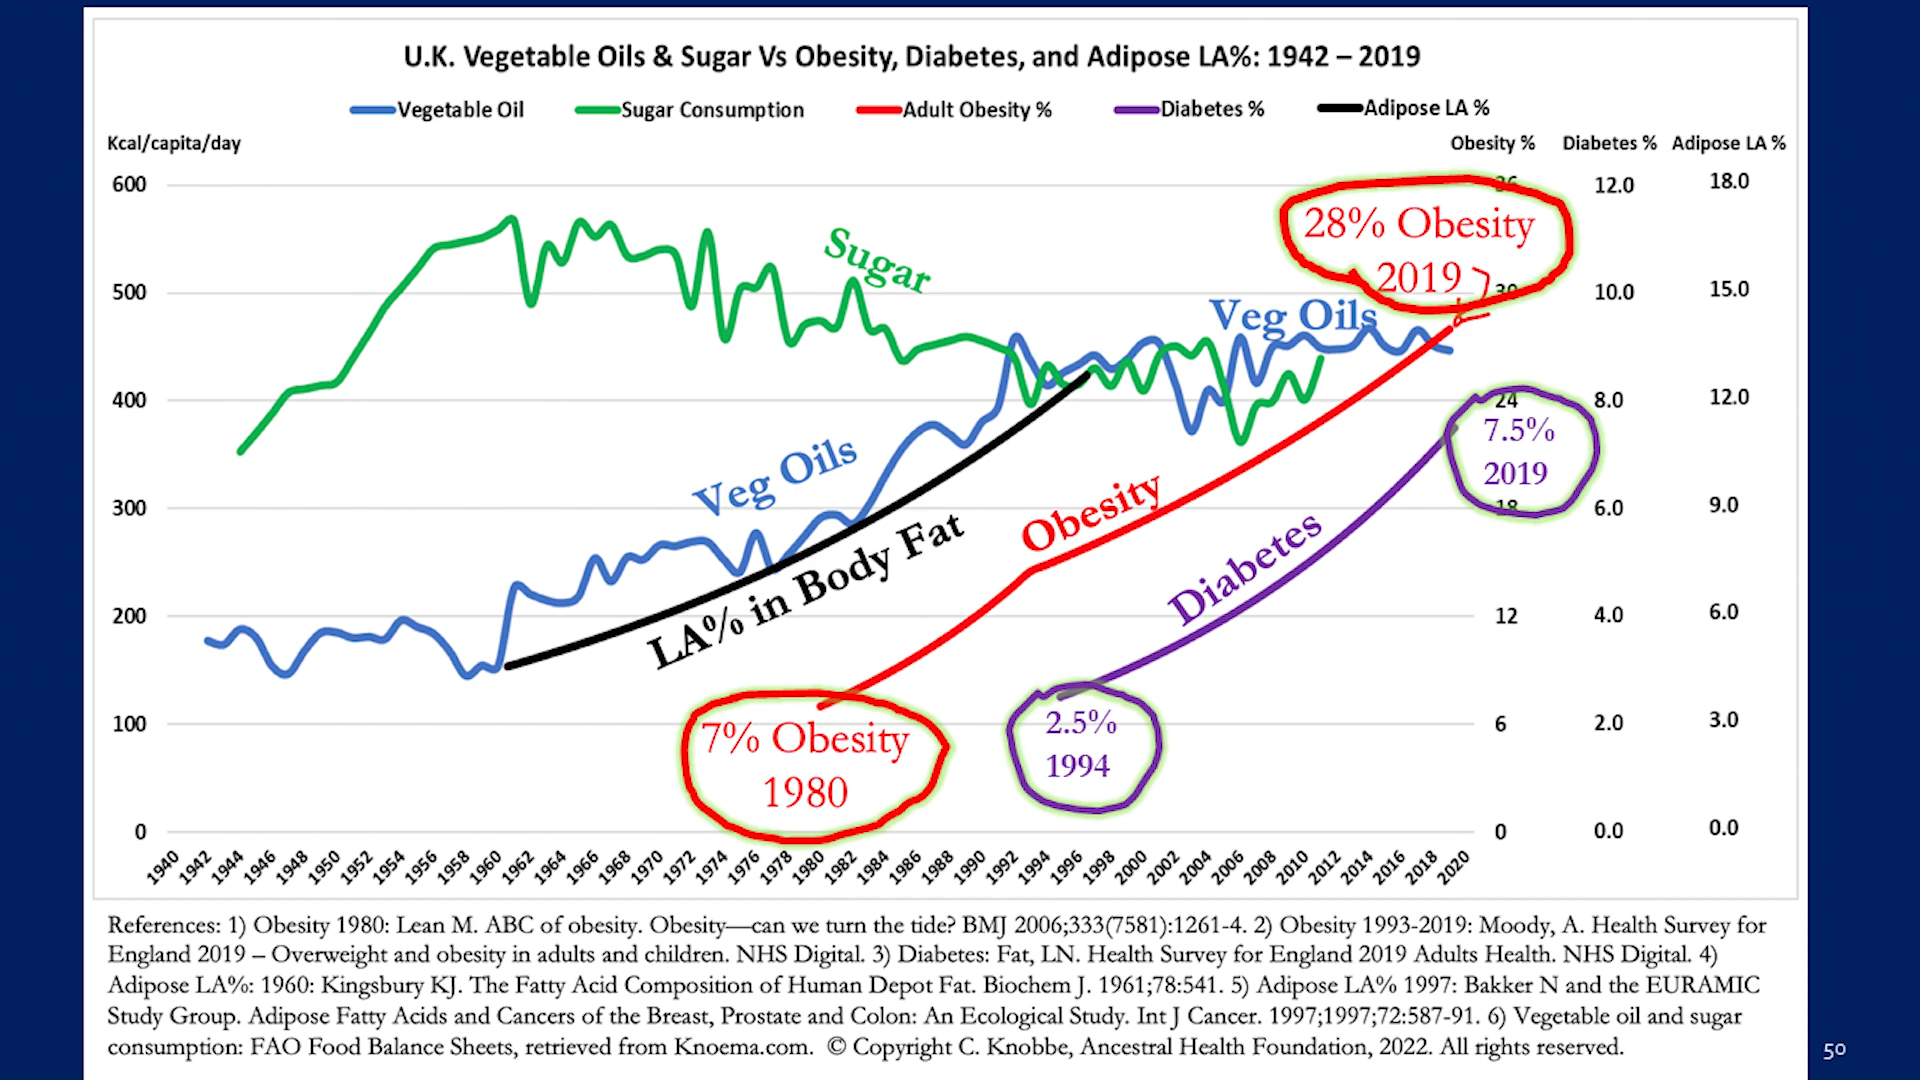 U.K. Vegetable Oils & Sugar Vs Obesity, Diabetes, and Adipose LA%: 1942 – 2019
Vegetable Oil Sugar Consumption Adult Obesity % Diabetes % Adipose LA %
Kcal/capita/day Obesity % Diabetes % Adipose LA %
600 36 12.0 18.0
28% Obesity
2019
Sugar
500 30 10.0 15.0
Veg Oils
400 24 8.0 12.0
7.5%
2019
Veg Oils
300 18 6.0 9.0
Obesity
LA% in Body Fat
Diabetes
200 12 4.0 6.0
100 6 2.0 3.0
7% Obesity
1980
2.5%
1994
0 0 0.0 0.0
1940 1942 1944 1946 1948 1950 1952 1954 1956 1958 1960 1962 1964 1966 1968 1970 1972 1974 1976 1978 1980 1982 1984 1986 1988 1990 1992 1994 1996 1998 2000 2002 2004 2006 2008 2010 2012 2014 2016 2018 2020
References: 1) Obesity 1980: Lean M. ABC of obesity. Obesity—can we turn the tide? BMJ 2006;333(7581):1261-4. 2) Obesity 1993-2019: Moody, A. Health Survey for
England 2019 – Overweight and obesity in adults and children. NHS Digital. 3) Diabetes: Fat, LN. Health Survey for England 2019 Adults Health. NHS Digital. 4)
Adipose LA%: 1960: Kingsbury KJ. The Fatty Acid Composition of Human Depot Fat. Biochem J. 1961;78:541. 5) Adipose LA% 1997: Bakker N and the EURAMIC
Study Group. Adipose Fatty Acids and Cancers of the Breast, Prostate and Colon: An Ecological Study. Int J Cancer. 1997;1997;72:587-91. 6) Vegetable oil and sugar
consumption: FAO Food Balance Sheets, retrieved from Knoema.com. © Copyright C. Knobbe, Ancestral Health Foundation, 2022. All rights reserved.
50